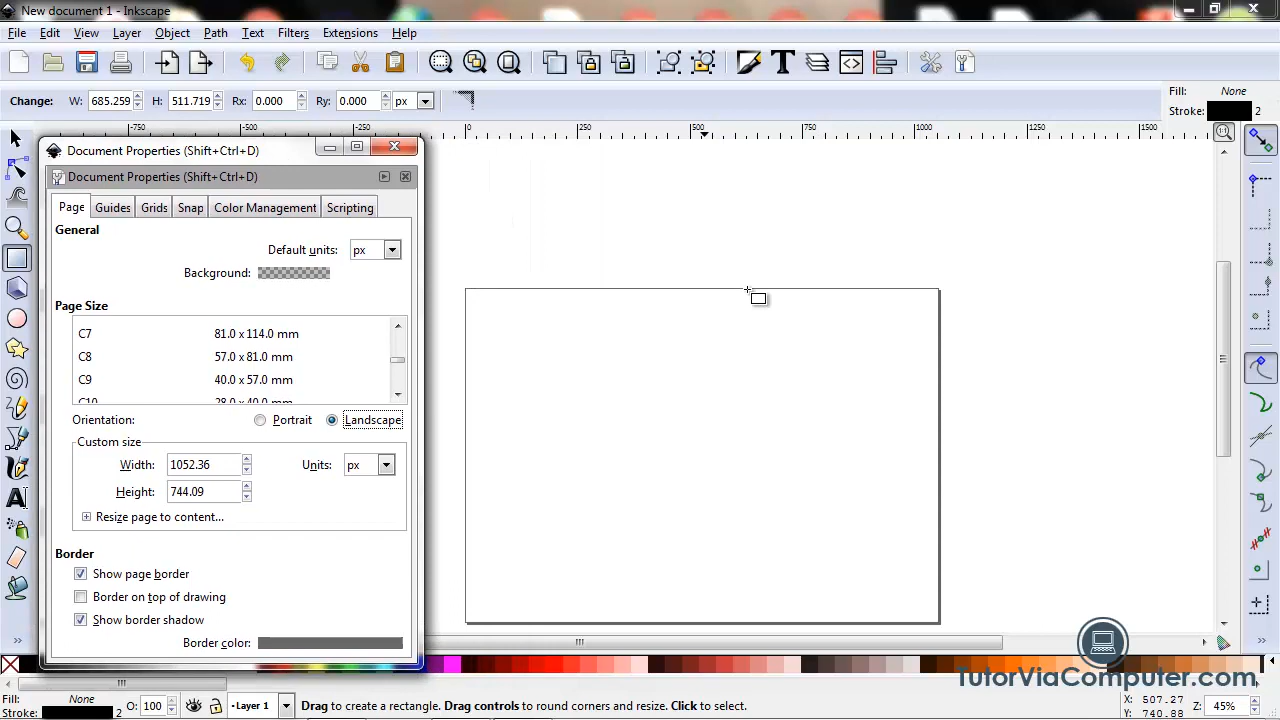 New document 1 - Inkscape
File Edit View Layer Object Path Text Filters Extensions Help
Change: W: 685.259 H: 511.719 Rx: 0.000 Ry: 0.000 px
Fill: None
Stroke: 2
-750 -500 -250 0 250 500 750 1000 1250 1500
Document Properties (Shift+Ctrl+D)
Document Properties (Shift+Ctrl+D)
Page Guides Grids Snap Color Management Scripting
General
Default units: px
Background:
Page Size
C7 81.0 x 114.0 mm
C8 57.0 x 81.0 mm
C9 40.0 x 57.0 mm
C10 28.0 x 40.0 mm
Orientation: Portrait Landscape
Custom size
Width: 1052.36 Units: px
Height: 744.09
Resize page to content...
Border
Show page border
Border on top of drawing
Show border shadow
Border color:
TutorViaComputer.com
Fill: None
Stroke: 2
O: 100
Layer 1
Drag to create a rectangle. Drag controls to round corners and resize. Click to select.
X: 507.27
Y: 740.88
Z: 45%